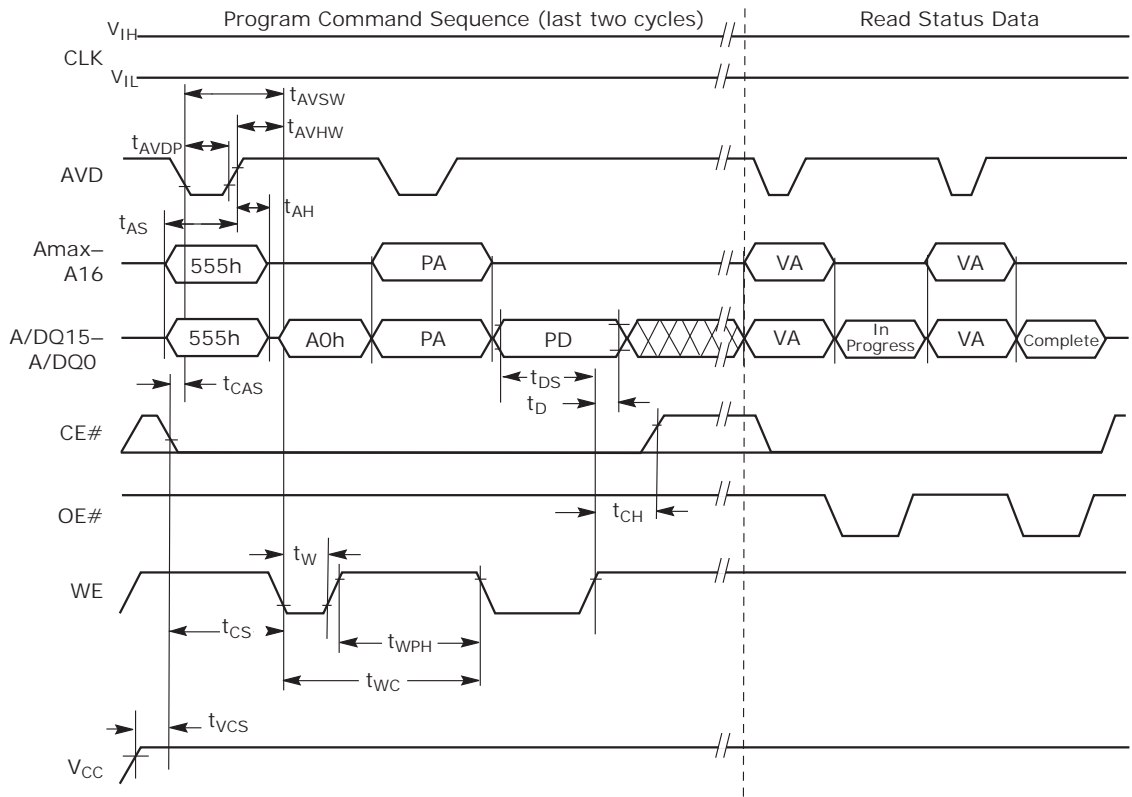 Program Command Sequence (last two cycles)
Read Status Data
VIH
CLK
VIL
tAVSW
tAVHW
tAVDP
AVD
tAS
tAH
Amax–
A16
555h
PA
VA
VA
A/DQ15–
A/DQ0
555h
A0h
PA
PD
VA
In
Progress
VA
Complete
tCAS
tDS
tD
CE#
OE#
tCH
tW
WE
tCS
tWPH
tWC
tVCS
VCC